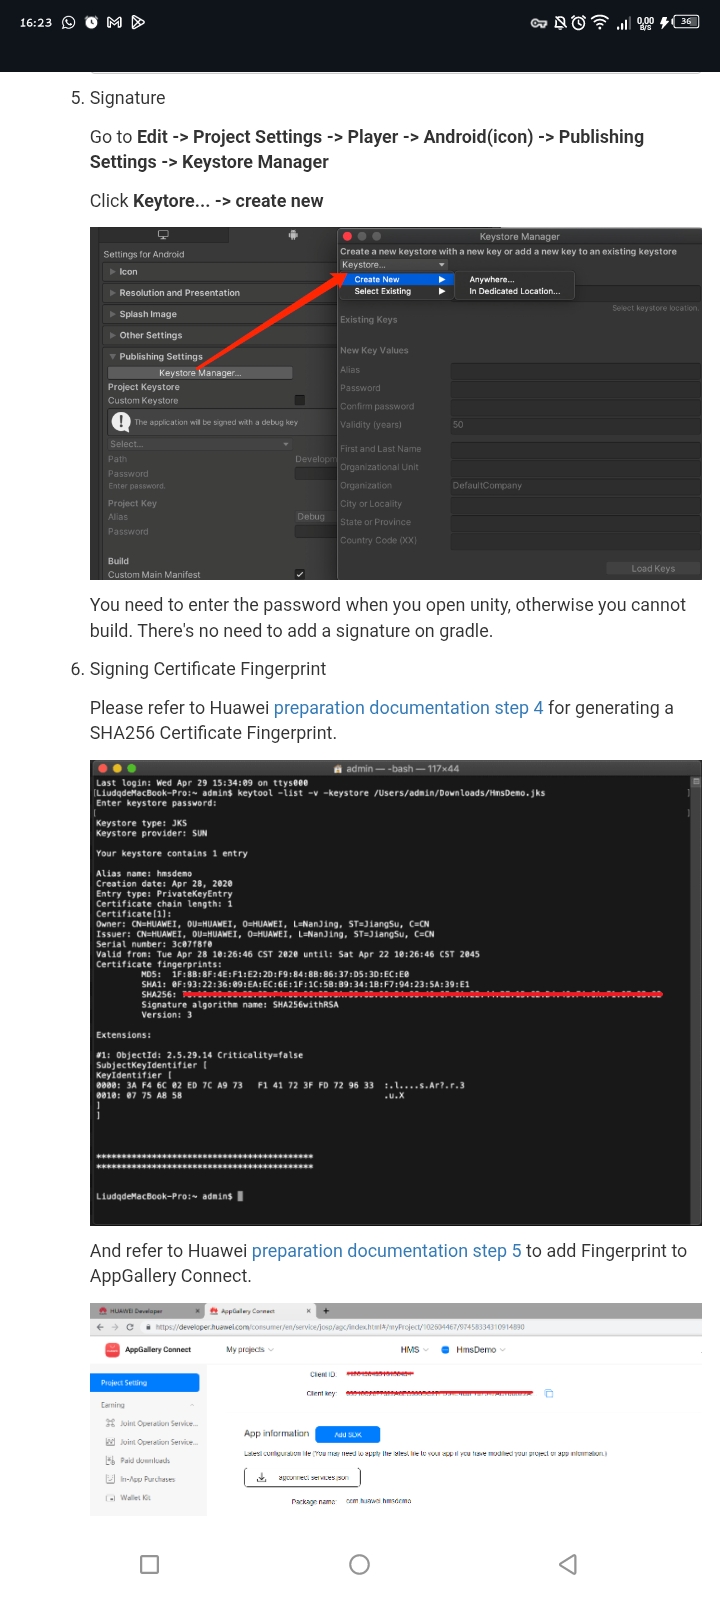 16:23
0.00
B/S
36
5. Signature
Go to Edit -> Project Settings -> Player -> Android(icon) -> Publishing
Settings -> Keystore Manager
Click Keytore... -> create new
Settings for Android
Icon
Resolution and Presentation
Splash Image
Other Settings
Publishing Settings
Keystore Manager...
Project Keystore
Custom Keystore
The application will be signed with a debug key
Select...
Path
Developm
Password
Enter password.
Project Key
Alias
Debug
Password
Build
Custom Main Manifest
Keystore Manager
Create a new keystore with a new key or add a new key to an existing keystore
Keystore...
Create New
Anywhere...
Select Existing
In Dedicated Location...
Select keystore location.
Existing Keys
New Key Values
Alias
Password
Confirm password
Validity (years)
50
First and Last Name
Organizational Unit
Organization
DefaultCompany
City or Locality
State or Province
Country Code (XX)
Load Keys
You need to enter the password when you open unity, otherwise you cannot
build. There's no need to add a signature on gradle.
6. Signing Certificate Fingerprint
Please refer to Huawei preparation documentation step 4 for generating a
SHA256 Certificate Fingerprint.
admin — -bash — 117×44
Last login: Wed Apr 29 15:34:09 on ttys000
[LiudqdeMacBook-Pro:~ admin$ keytool -list -v -keystore /Users/admin/Downloads/HmsDemo.jks ]
Enter keystore password:
[ ]
Keystore type: JKS
Keystore provider: SUN
Your keystore contains 1 entry
Alias name: hmsdemo
Creation date: Apr 28, 2020
Entry type: PrivateKeyEntry
Certificate chain length: 1
Certificate[1]:
Owner: CN=HUAWEI, OU=HUAWEI, O=HUAWEI, L=NanJing, ST=JiangSu, C=CN
Issuer: CN=HUAWEI, OU=HUAWEI, O=HUAWEI, L=NanJing, ST=JiangSu, C=CN
Serial number: 3c07f8f0
Valid from: Tue Apr 28 10:26:46 CST 2020 until: Sat Apr 22 10:26:46 CST 2045
Certificate fingerprints:
MD5: 1F:8B:8F:4E:F1:E2:2D:F9:84:8B:86:37:D5:3D:EC:E0
SHA1: 0F:93:22:36:09:EA:EC:6E:1F:1C:5B:B9:34:1B:F7:94:23:5A:39:E1
SHA256:
Signature algorithm name: SHA256withRSA
Version: 3
Extensions:
#1: ObjectId: 2.5.29.14 Criticality=false
SubjectKeyIdentifier [
KeyIdentifier [
0000: 3A F4 6C 02 ED 7C A9 73 F1 41 72 3F FD 72 96 33 :.l....s.Ar?.r.3
0010: 07 75 A8 58 .u.X
]
]
*******************************************
*******************************************
LiudqdeMacBook-Pro:~ admin$
And refer to Huawei preparation documentation step 5 to add Fingerprint to
AppGallery Connect.
HUAWEI Developer
AppGallery Connect
https://developer.huawei.com/consumer/en/service/josp/agc/index.html#/myProject/102604467/97458334310914890
AppGallery Connect
My projects
HMS
HmsDemo
Project Setting
Client ID:
Client key:
Earning
Joint Operation Service...
Joint Operation Service...
Paid downloads
In-App Purchases
Wallet Kit
App information
Add SDK
Latest configuration file (You may need to apply the latest file to your app if you have modified your project or app information.)
agconnect-services.json
Package name:
com.huawei.hmsdemo